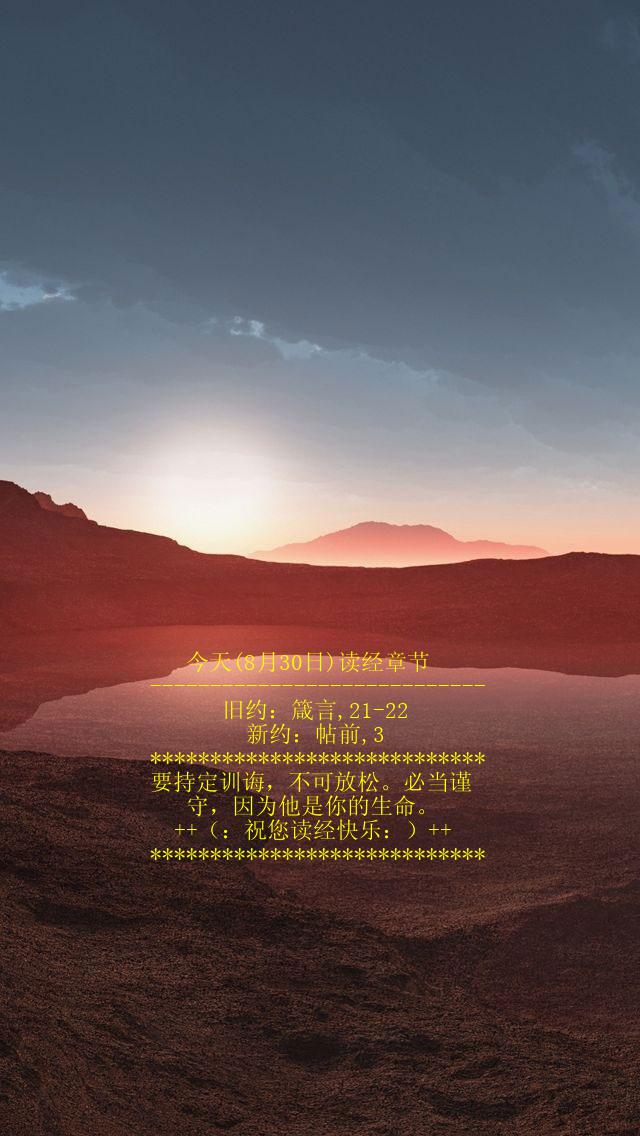 今天(8月30日)读经章节
----------------------------
旧约: 箴言,21-22
新约: 帖前,3
****************************
要持定训诲，不可放松。必当谨
守，因为他是你的生命。
++（: 祝您读经快乐: ）++
****************************